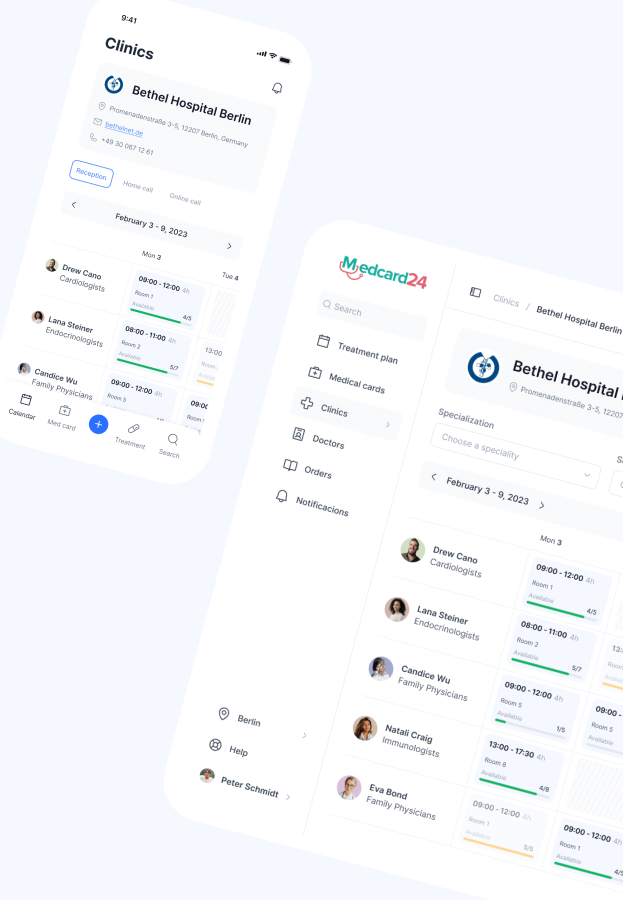 9:41
Clinics
Bethel Hospital Berlin
Promenadenstraße 3-5, 12207 Berlin, Germany
bethelnet.de
+49 30 067 12 61
Reception
Home call
Online call
February 3 - 9, 2023
Mon 3
Tue 4
Drew Cano
Cardiologists
09:00 - 12:00 4h
Room 1
Available
4/5
Lana Steiner
Endocrinologists
08:00 - 11:00 4h
Room 2
Available
5/7
13:00
Candice Wu
Family Physicians
09:00 - 12:00 4h
Room 5
09:00
Calendar
Med card
Treatment
Search
Medcard24
Search
Treatment plan
Medical cards
Clinics
Doctors
Orders
Notificacions
Berlin
Help
Peter Schmidt
Clinics / Bethel Hospital Berlin
Bethel Hospital
Promenadenstraße 3-5, 12207
Specialization
Choose a speciality
February 3 - 9, 2023
Mon 3
Drew Cano
Cardiologists
09:00 - 12:00 4h
Room 1
Available
4/5
Lana Steiner
Endocrinologists
08:00 - 11:00 4h
Room 2
Available
5/7
Candice Wu
Family Physicians
09:00 - 12:00 4h
Room 5
Available
1/5
09:00 -
Room 5
Available
Natali Craig
Immunologists
13:00 - 17:30 4h
Room 8
Available
4/8
Eva Bond
Family Physicians
09:00 - 12:00 4h
Room 1
Available
5/5
09:00 - 12:00 4h
Room 1
Available
4/5